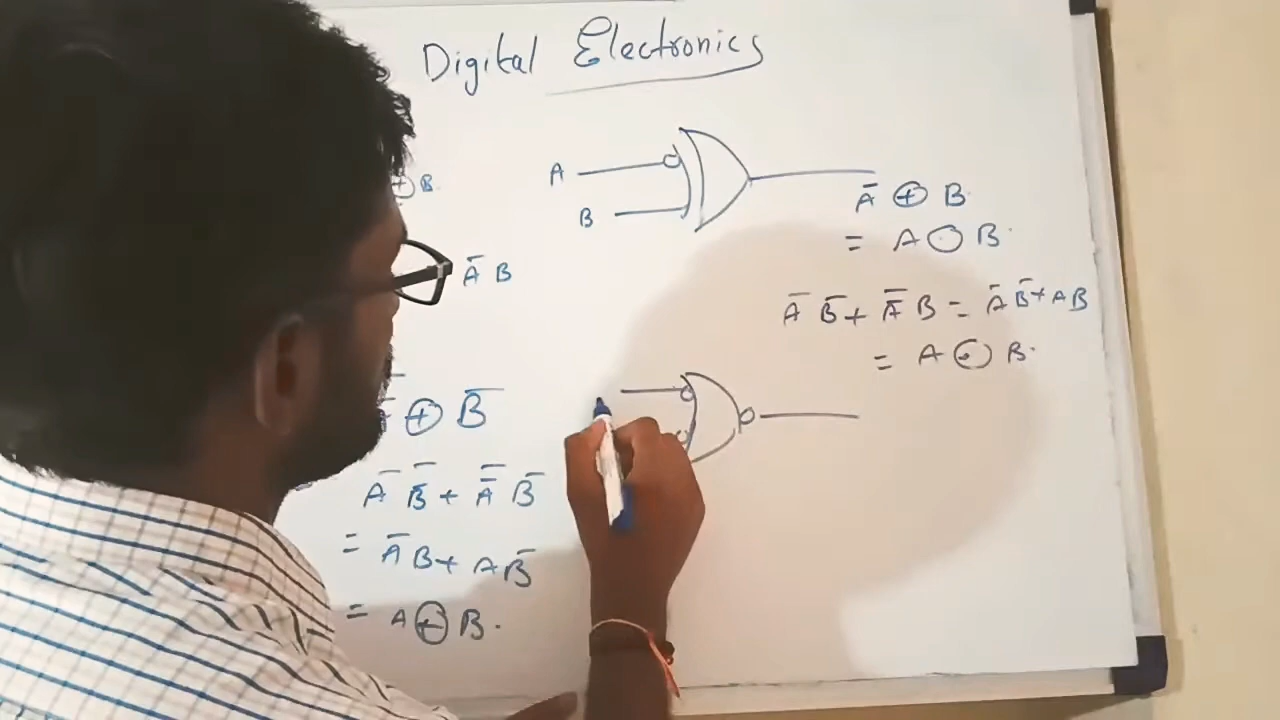 Digital Electronics
⊕ B
A̅ B
⊕ B̅
A̅ B̿ + A̿ B̅
= A̅ B + A B̅
= A ⊕ B.
A
B
A̅ ⊕ B
= A ⊙ B.
A̅ B̅ + A̿ B = A̅ B̅ + A B
= A ⊙ B.